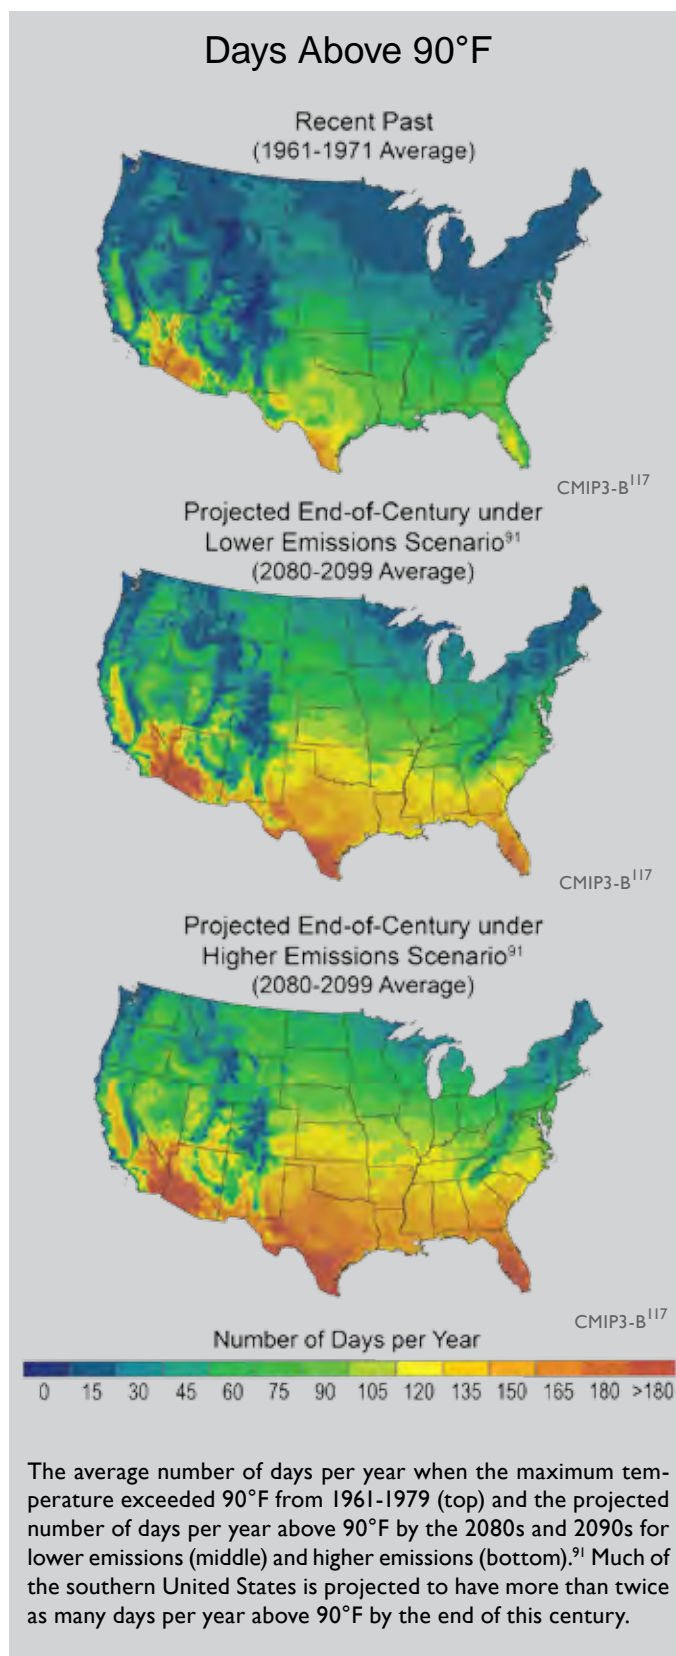 Days Above 90°F
Recent Past
(1961-1971 Average)
CMIP3-B117
Projected End-of-Century under
Lower Emissions Scenario91
(2080-2099 Average)
CMIP3-B117
Projected End-of-Century under
Higher Emissions Scenario91
(2080-2099 Average)
CMIP3-B117
Number of Days per Year
0 15 30 45 60 75 90 105 120 135 150 165 180 >180
The average number of days per year when the maximum tem-
perature exceeded 90°F from 1961-1979 (top) and the projected
number of days per year above 90°F by the 2080s and 2090s for
lower emissions (middle) and higher emissions (bottom).91 Much of
the southern United States is projected to have more than twice
as many days per year above 90°F by the end of this century.